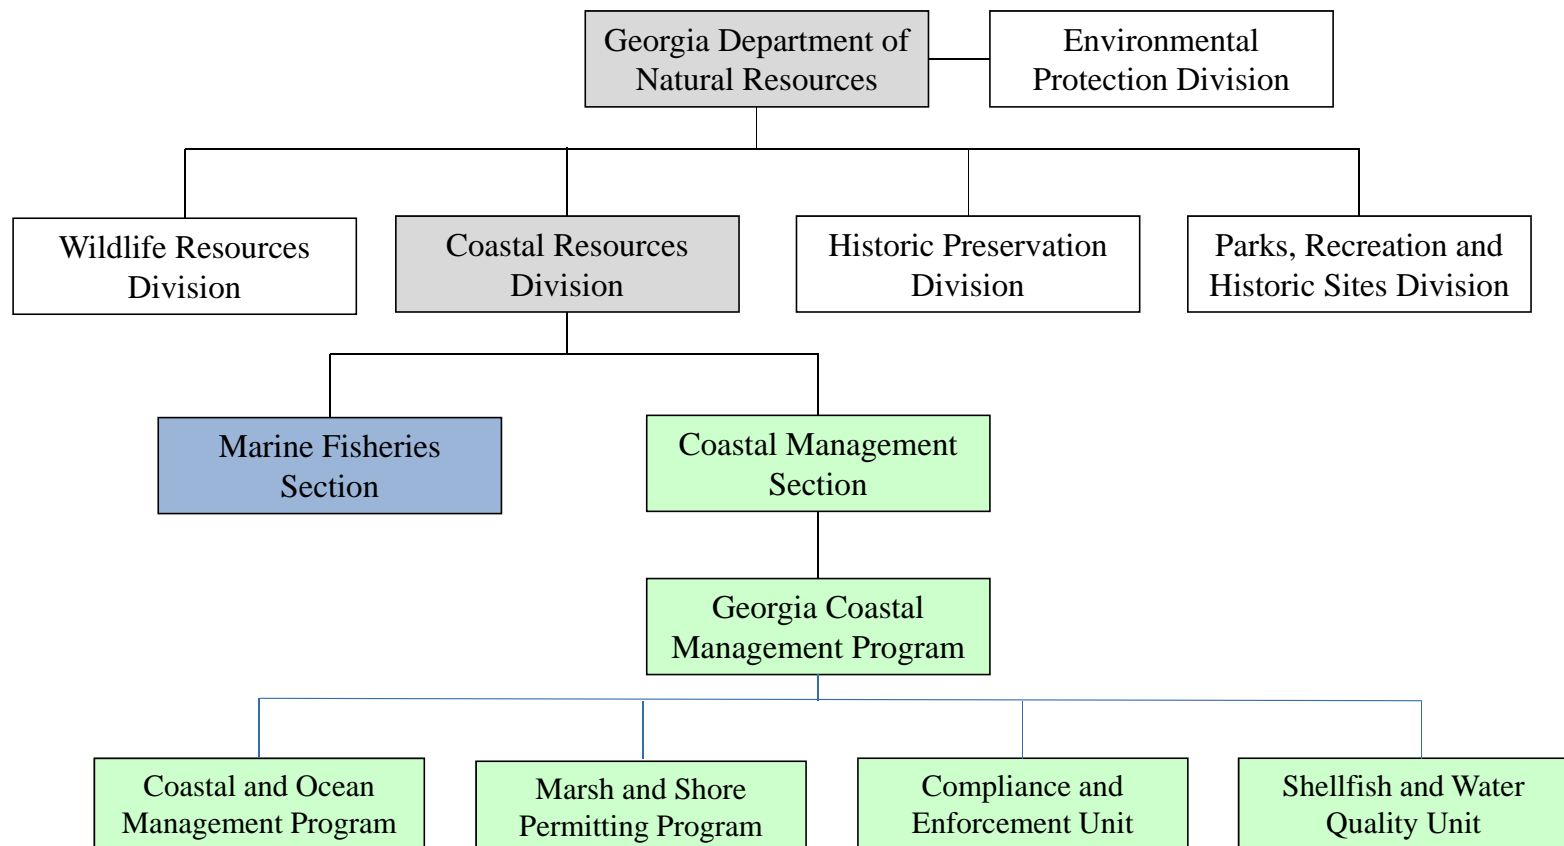 Georgia Department of
Natural Resources
Environmental
Protection Division
Wildlife Resources
Division
Coastal Resources
Division
Historic Preservation
Division
Parks, Recreation and
Historic Sites Division
Marine Fisheries
Section
Coastal Management
Section
Georgia Coastal
Management Program
Coastal and Ocean
Management Program
Marsh and Shore
Permitting Program
Compliance and
Enforcement Unit
Shellfish and Water
Quality Unit